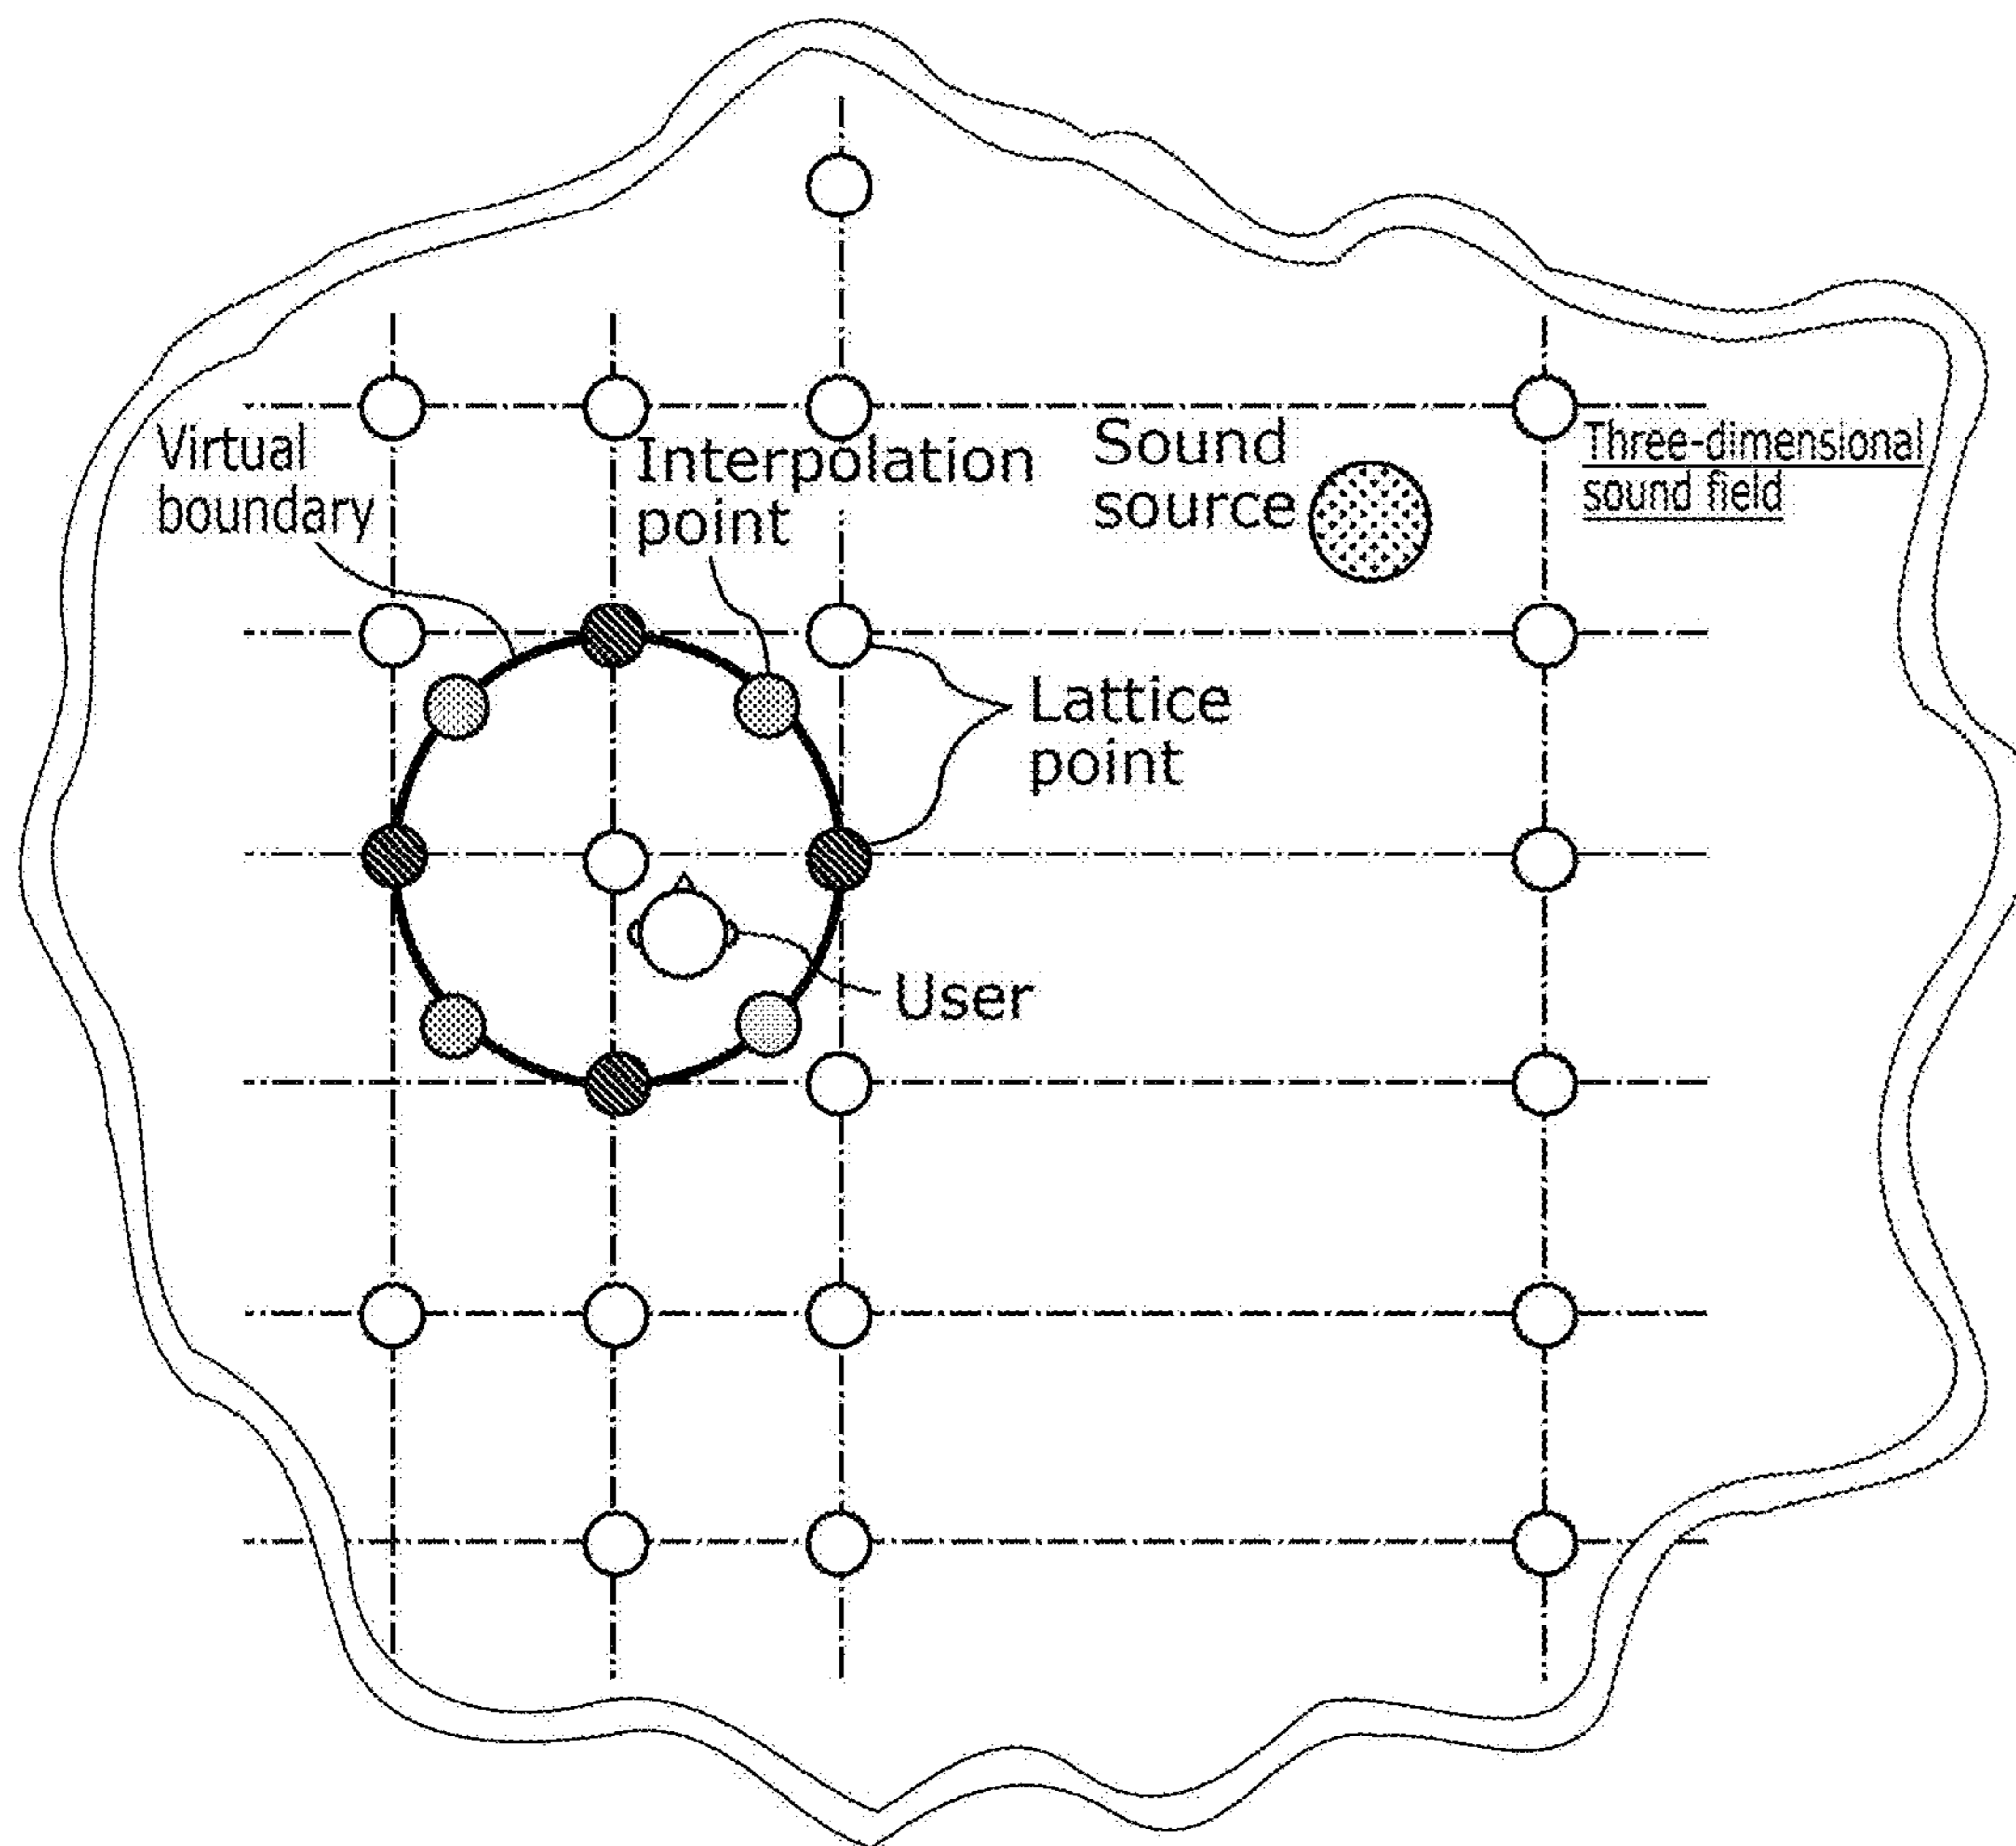 Virtual
boundary
Interpolation
point
Sound
source
Three-dimensional
sound field
Lattice
point
User